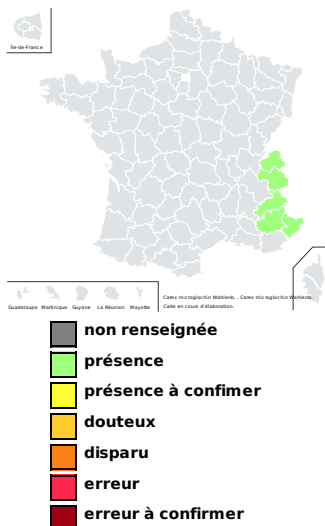 Île-de-France
Guadeloupe Martinique Guyane La Réunion Mayotte
Carex microglochin Wahlenb. , Carex microglochin Wahlenb.
Carte en cours d'élaboration.
non renseignée
présence
présence à confimer
douteux
disparu
erreur
erreur à confirmer